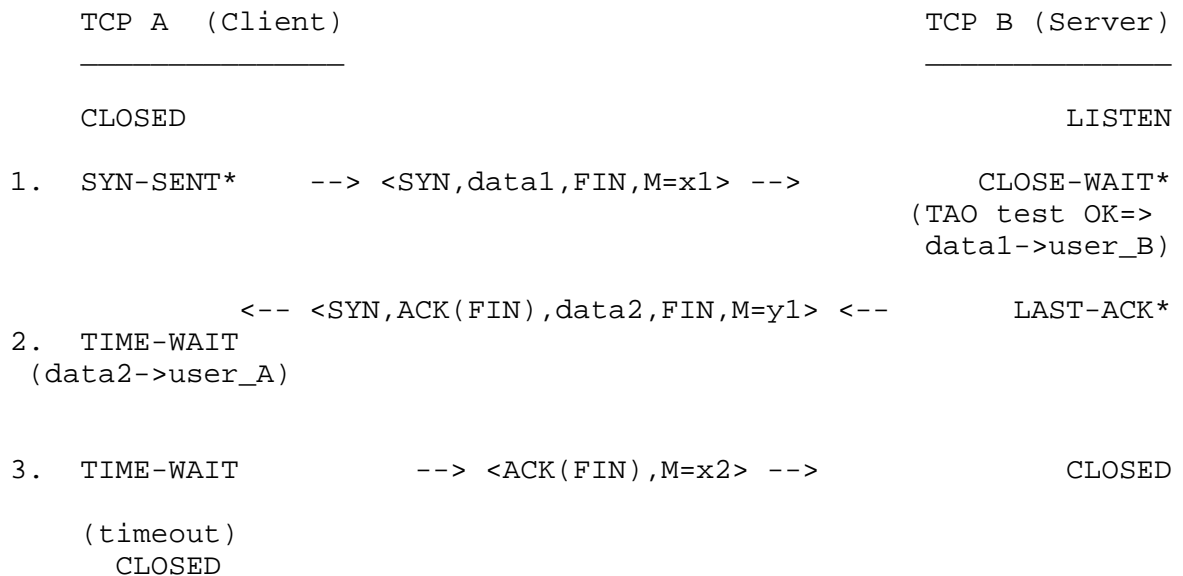 TCP A  (Client)                                 TCP B (Server)
_______________                                 ______________
CLOSED                                                  LISTEN
1.  SYN-SENT*    --> <SYN,data1,FIN,M=x1> -->         CLOSE-WAIT*
(TAO test OK=>
data1->user_B)
<-- <SYN,ACK(FIN),data2,FIN,M=y1> <--       LAST-ACK*
2.  TIME-WAIT
(data2->user_A)
3.  TIME-WAIT          --> <ACK(FIN),M=x2> -->              CLOSED
(timeout)
CLOSED